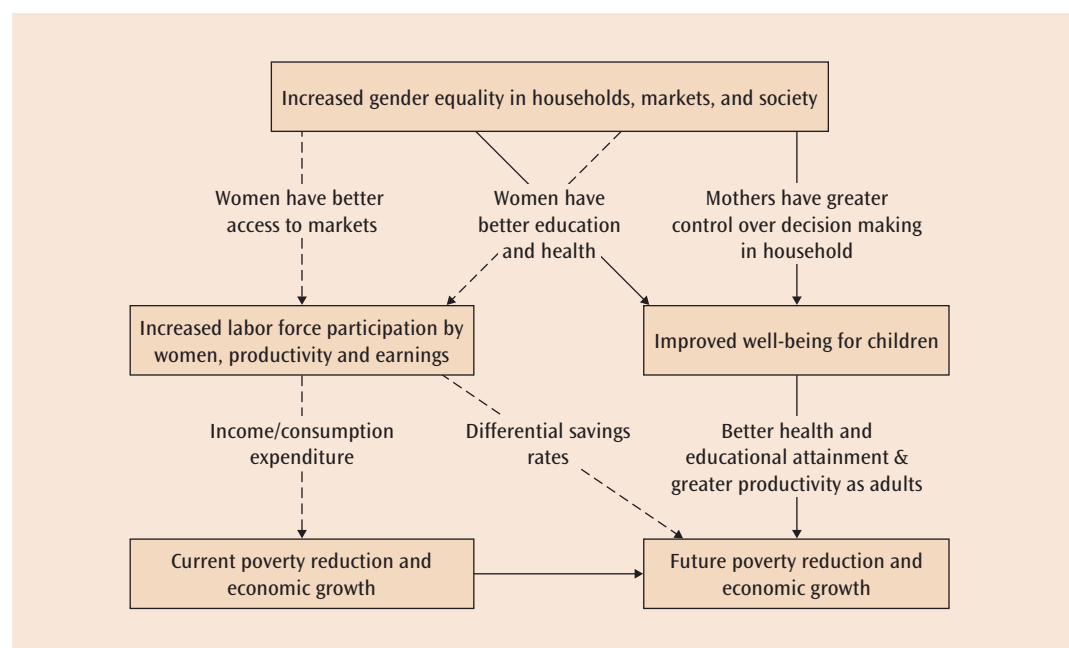 Increased gender equality in households, markets, and society
Women have better
access to markets
Women have
better education
and health
Mothers have greater
control over decision making
in household
Increased labor force participation by
women, productivity and earnings
Improved well-being for children
Income/consumption
expenditure
Differential savings
rates
Better health and
educational attainment &
greater productivity as adults
Current poverty reduction and
economic growth
Future poverty reduction and
economic growth